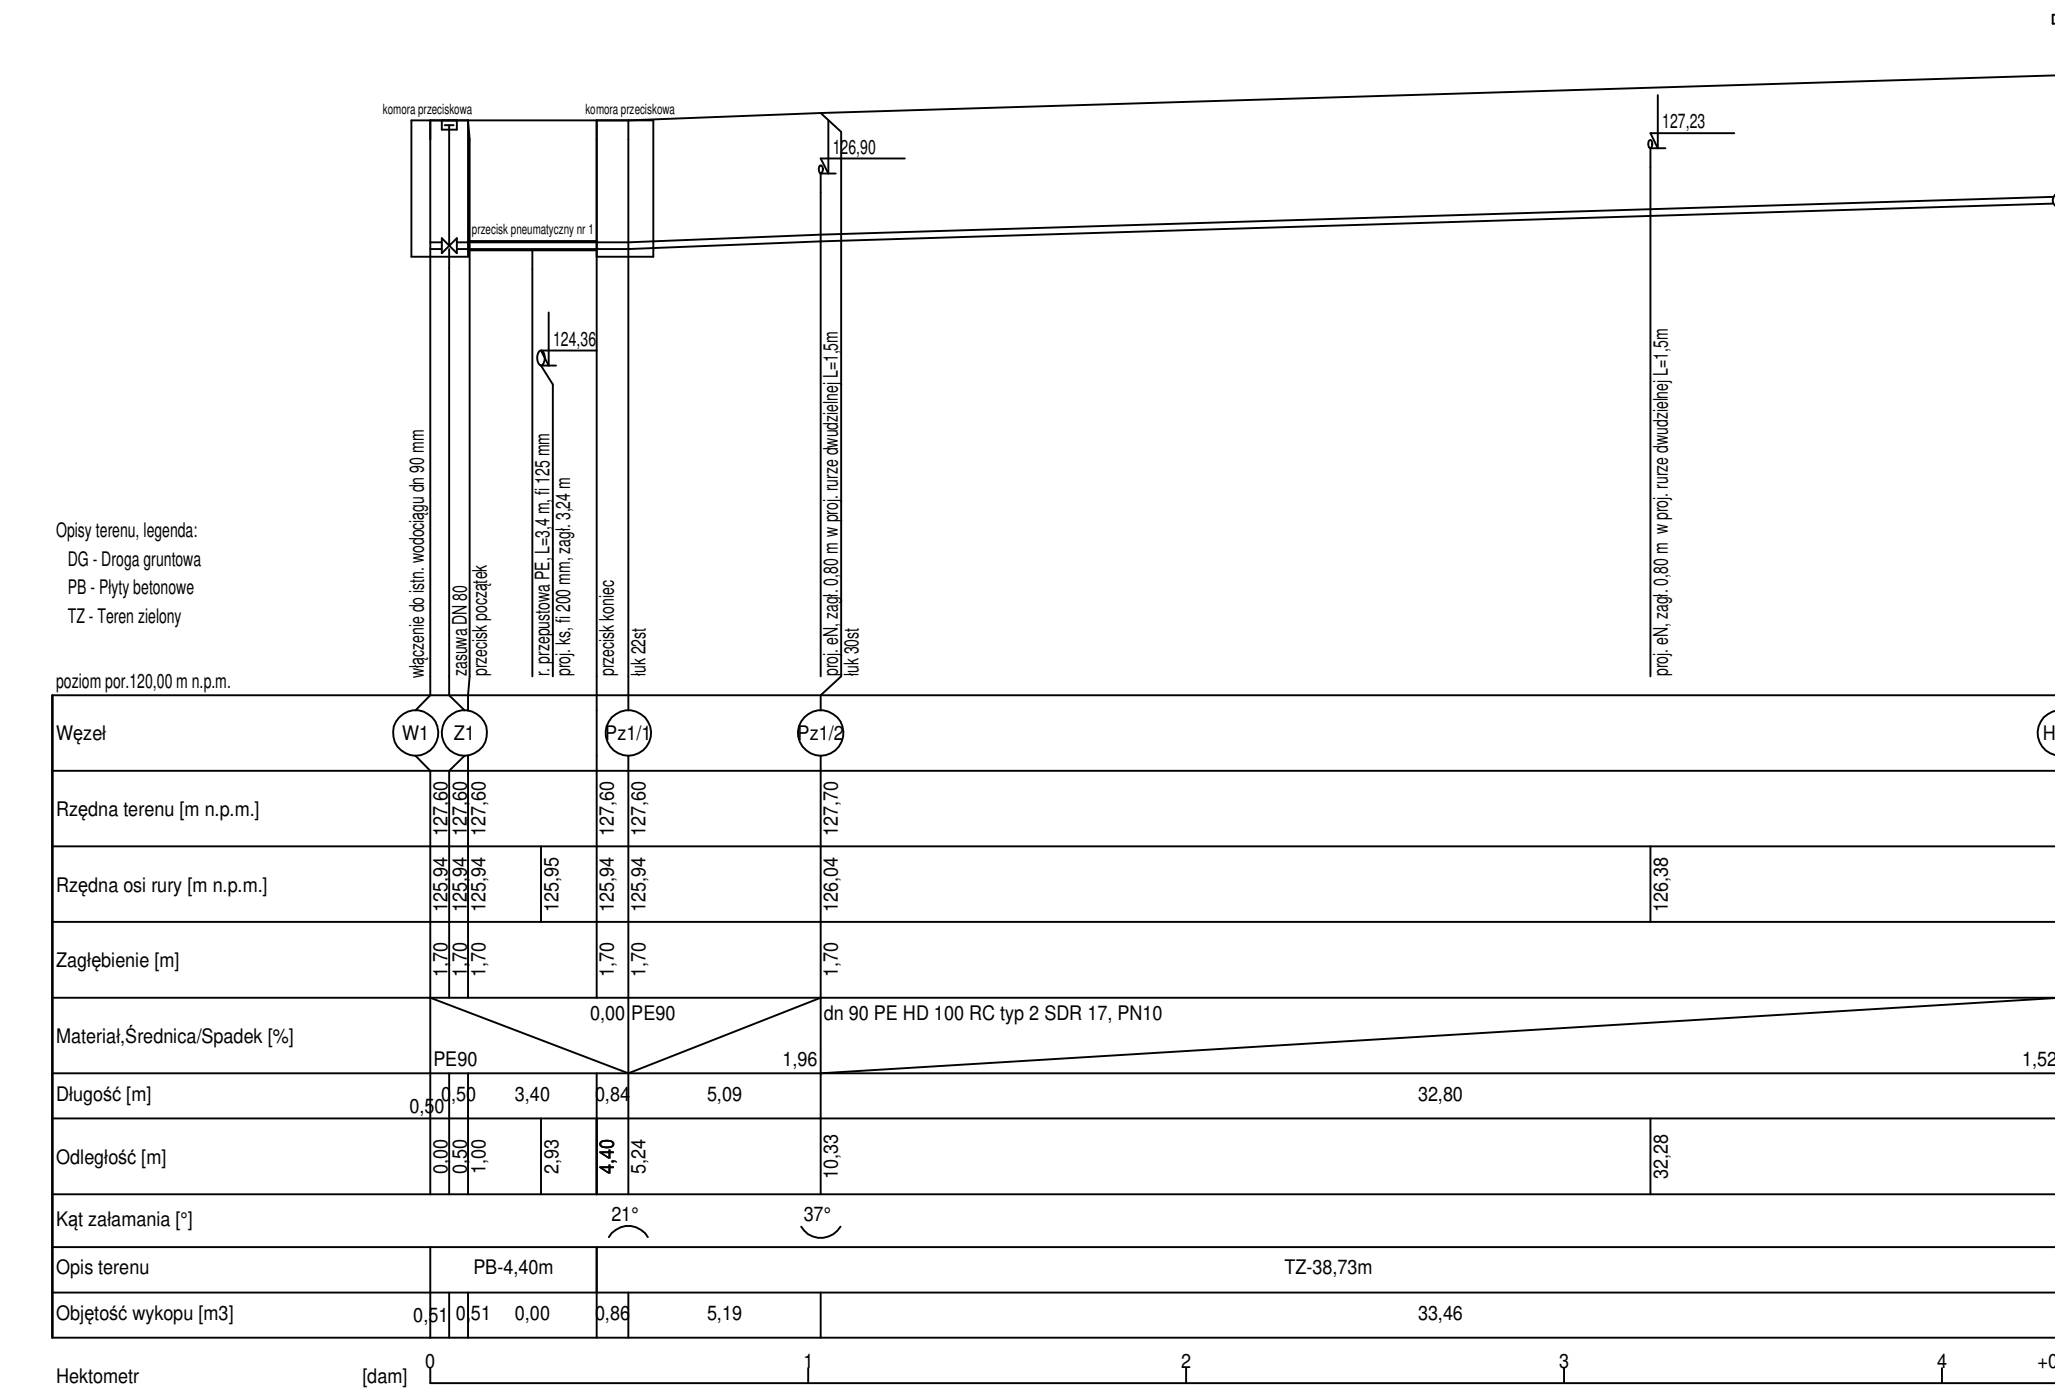 komora przeciskowa
komora przeciskowa
127,23
126,90
przecisk pneumatyczny nr 1
124,36
włączenie do istn. wodociągu dn 90 mm
zasuwa DN 80
przecisk początek
r. przepustowa PE, L=3,4 m, fi 125 mm
proj. ks, fi 200 mm, zagł. 3,24 m
przecisk koniec
łuk 22st
proj. eN, zagł. 0,80 m w proj. rurze dwudzielnej L=1,5m
łuk 30st
proj. eN, zagł. 0,80 m w proj. rurze dwudzielnej L=1,5m
Opisy terenu, legenda:
DG - Droga gruntowa
PB - Płyty betonowe
TZ - Teren zielony
poziom por.120,00 m n.p.m.
Węzeł W1 Z1 Pz1/1 Pz1/2 H
Rzędna terenu [m n.p.m.] 127,60 127,60 127,60 127,60 127,60 127,70
Rzędna osi rury [m n.p.m.] 125,94 125,94 125,94 125,95 125,94 125,94 126,04 126,38
Zagłębienie [m] 1,70 1,70 1,70 1,70 1,70 1,70
0,00 PE90 dn 90 PE HD 100 RC typ 2 SDR 17, PN10
Materiał,Średnica/Spadek [%]
PE90 1,96 1,52
Długość [m] 0,50 0,50 3,40 0,84 5,09 32,80
Odległość [m] 0,00 0,50 1,00 2,93 4,40 5,24 10,33 32,28
Kąt załamania [°] 21° 37°
Opis terenu PB-4,40m TZ-38,73m
Objętość wykopu [m3] 0,51 0,51 0,00 0,86 5,19 33,46
Hektometr [dam] 0 1 2 3 4 +0